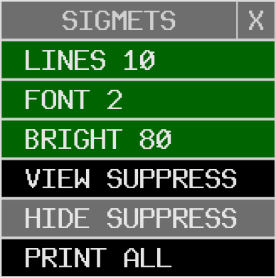 SIGMETS X
LINES 10
FONT 2
BRIGHT 80
VIEW SUPPRESS
HIDE SUPPRESS
PRINT ALL